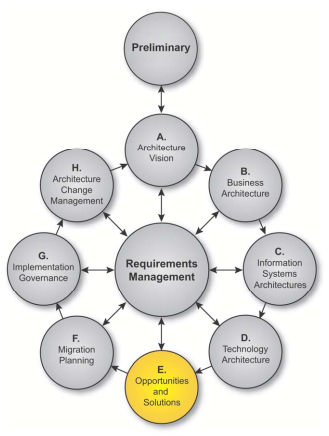 Preliminary
A.
Architecture
Vision
B.
Business
Architecture
C.
Information
Systems
Architectures
D.
Technology
Architecture
E.
Opportunities
and
Solutions
F.
Migration
Planning
G.
Implementation
Governance
H.
Architecture
Change
Management
Requirements
Management